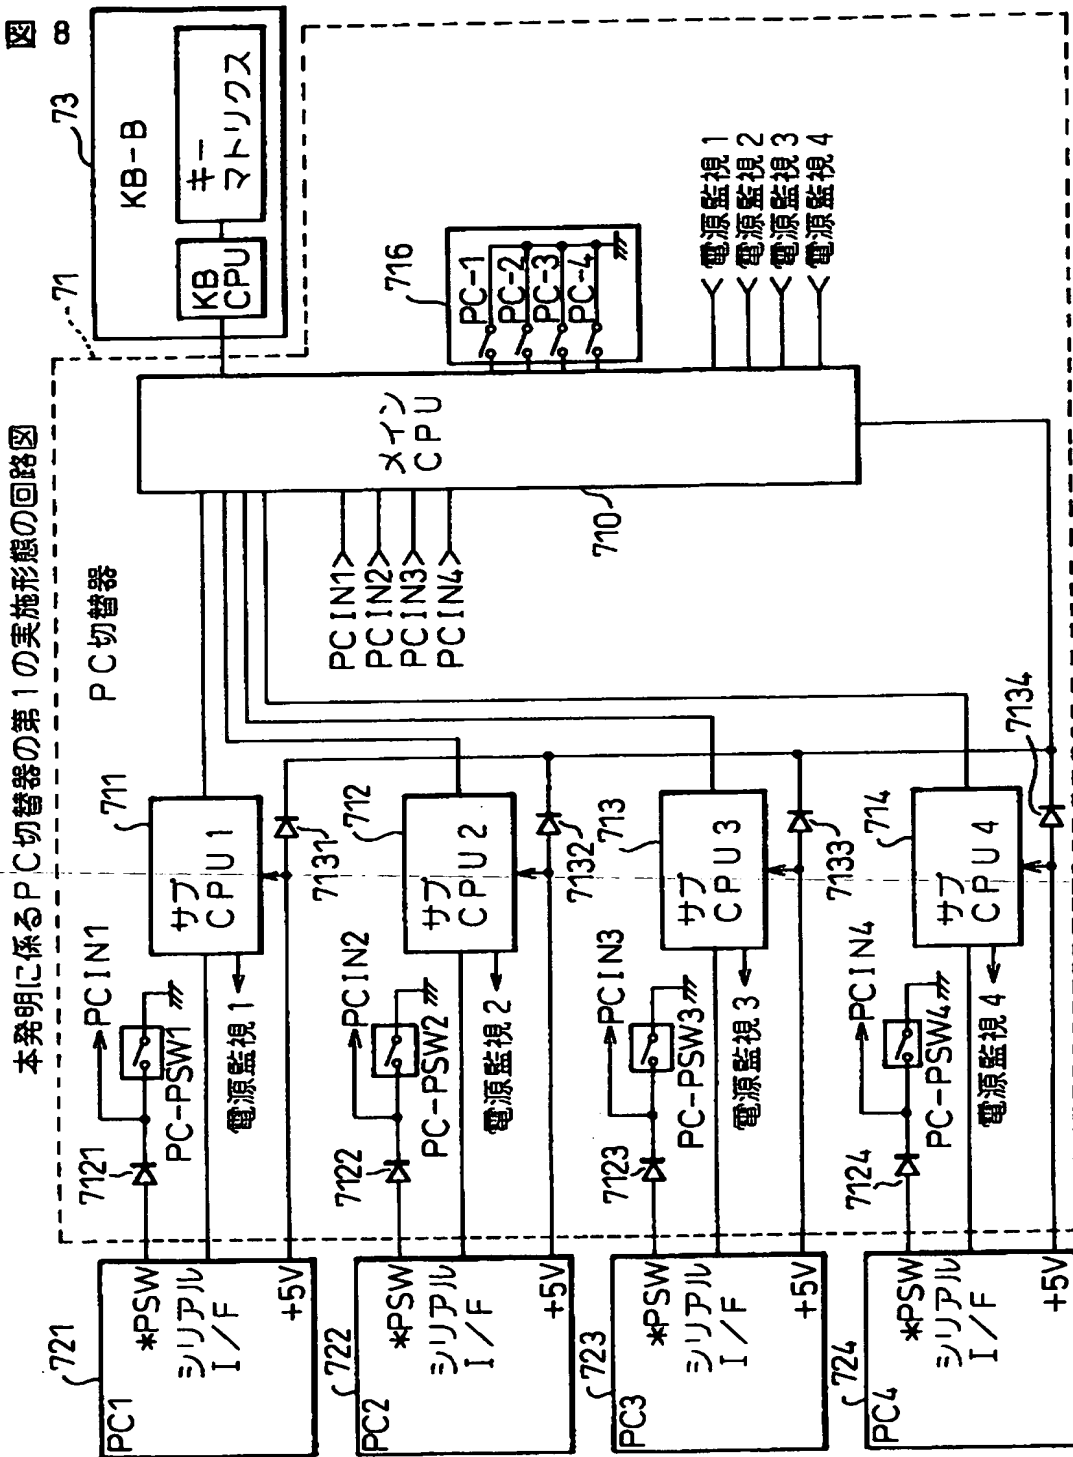 図 8
本発明に係るPC切替器の第1の実施形態の回路図
71
73
KB-B
KB
CPU
キー
マトリクス
PC切替器
721
PC1
*PSW
シリアル
I/F
+5V
7121
PCIN1
PC-PSW1
電源監視1
711
サブ
CPU1
7131
722
PC2
*PSW
シリアル
I/F
+5V
7122
PCIN2
PC-PSW2
電源監視2
712
サブ
CPU2
7132
723
PC3
*PSW
シリアル
I/F
+5V
7123
PCIN3
PC-PSW3
電源監視3
713
サブ
CPU3
7133
724
PC4
*PSW
シリアル
I/F
+5V
7124
PCIN4
PC-PSW4
電源監視4
714
サブ
CPU4
7134
PCIN1
PCIN2
PCIN3
PCIN4
メイン
CPU
710
716
PC-1
PC-2
PC-3
PC-4
電源監視1
電源監視2
電源監視3
電源監視4